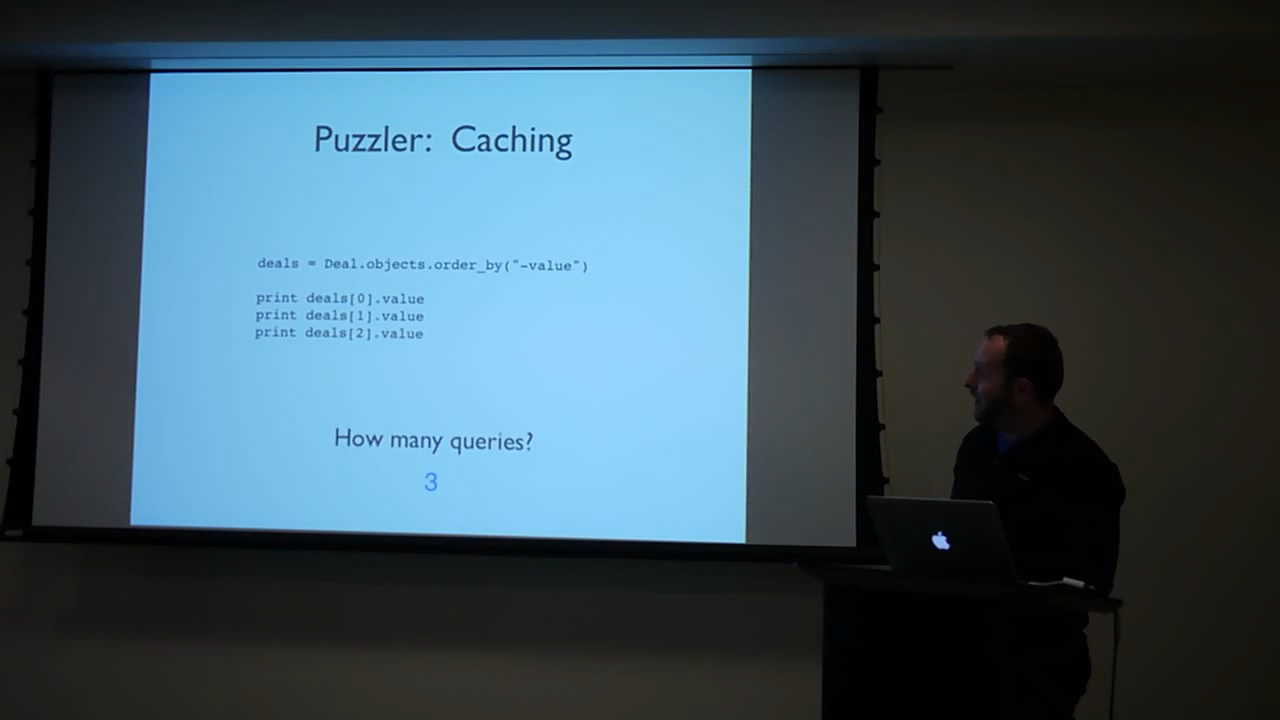 Puzzler: Caching
deals = Deal.objects.order_by("-value")
print deals[0].value
print deals[1].value
print deals[2].value
How many queries?
3